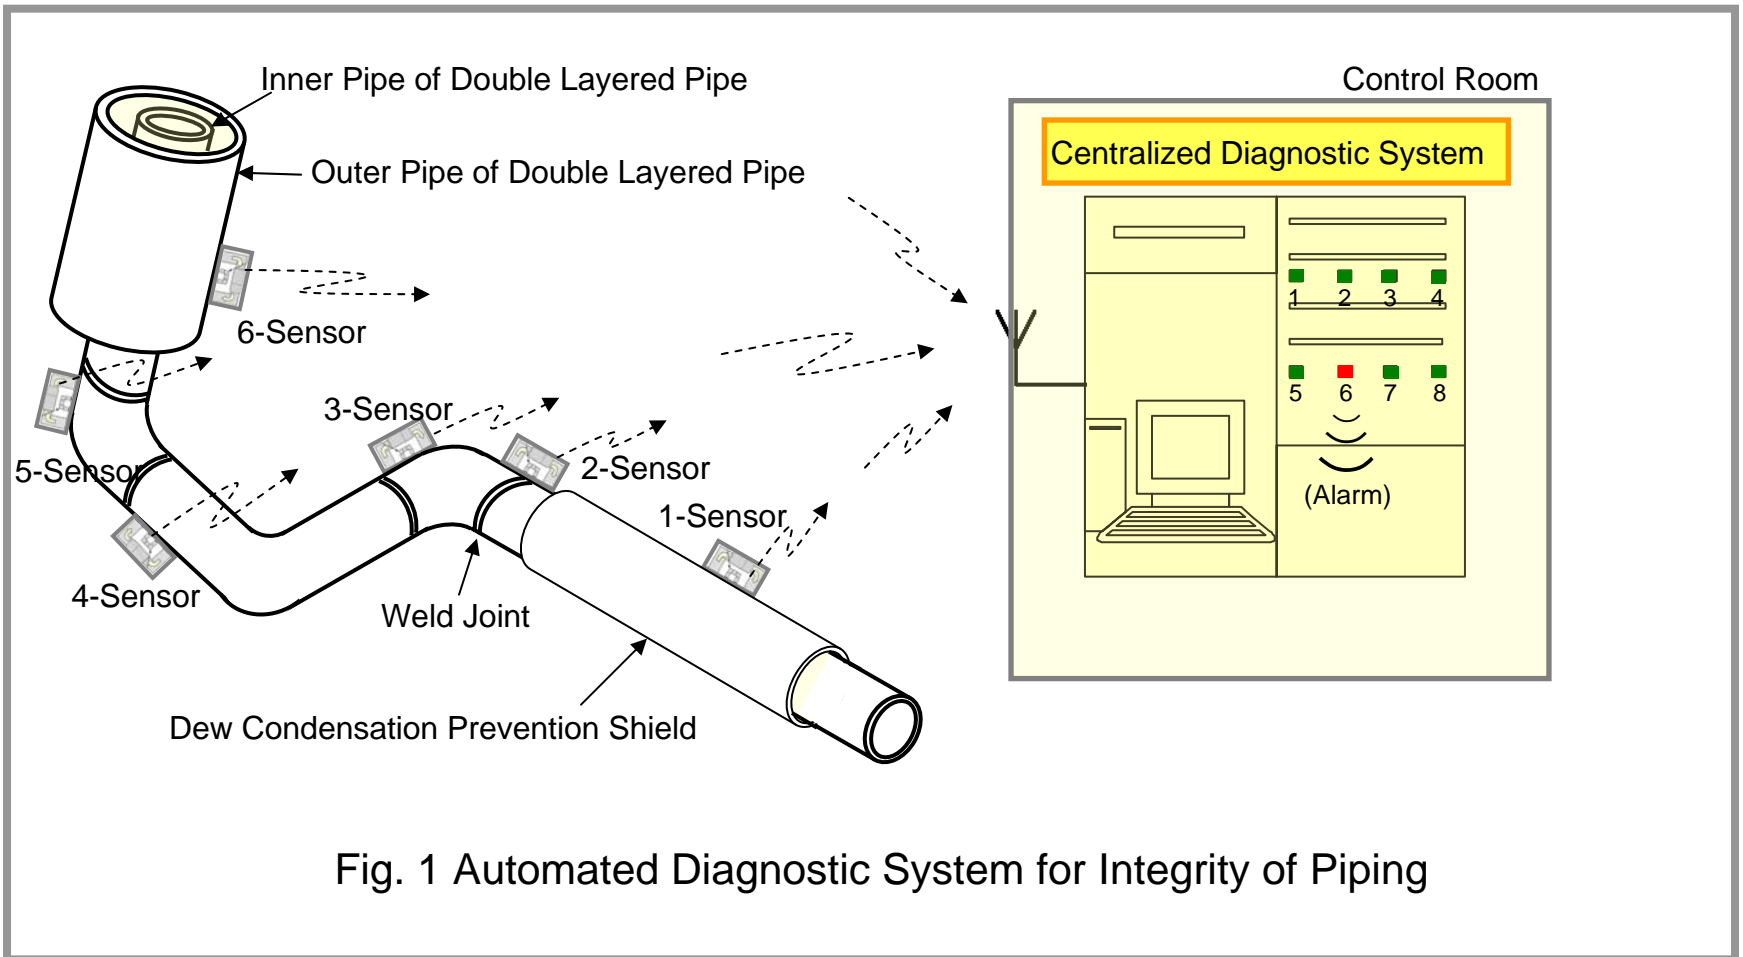 Inner Pipe of Double Layered Pipe
Outer Pipe of Double Layered Pipe
6-Sensor
3-Sensor
5-Sensor
2-Sensor
1-Sensor
4-Sensor
Weld Joint
Dew Condensation Prevention Shield
Control Room
Centralized Diagnostic System
1 2 3 4
5 6 7 8
(Alarm)
Fig. 1 Automated Diagnostic System for Integrity of Piping